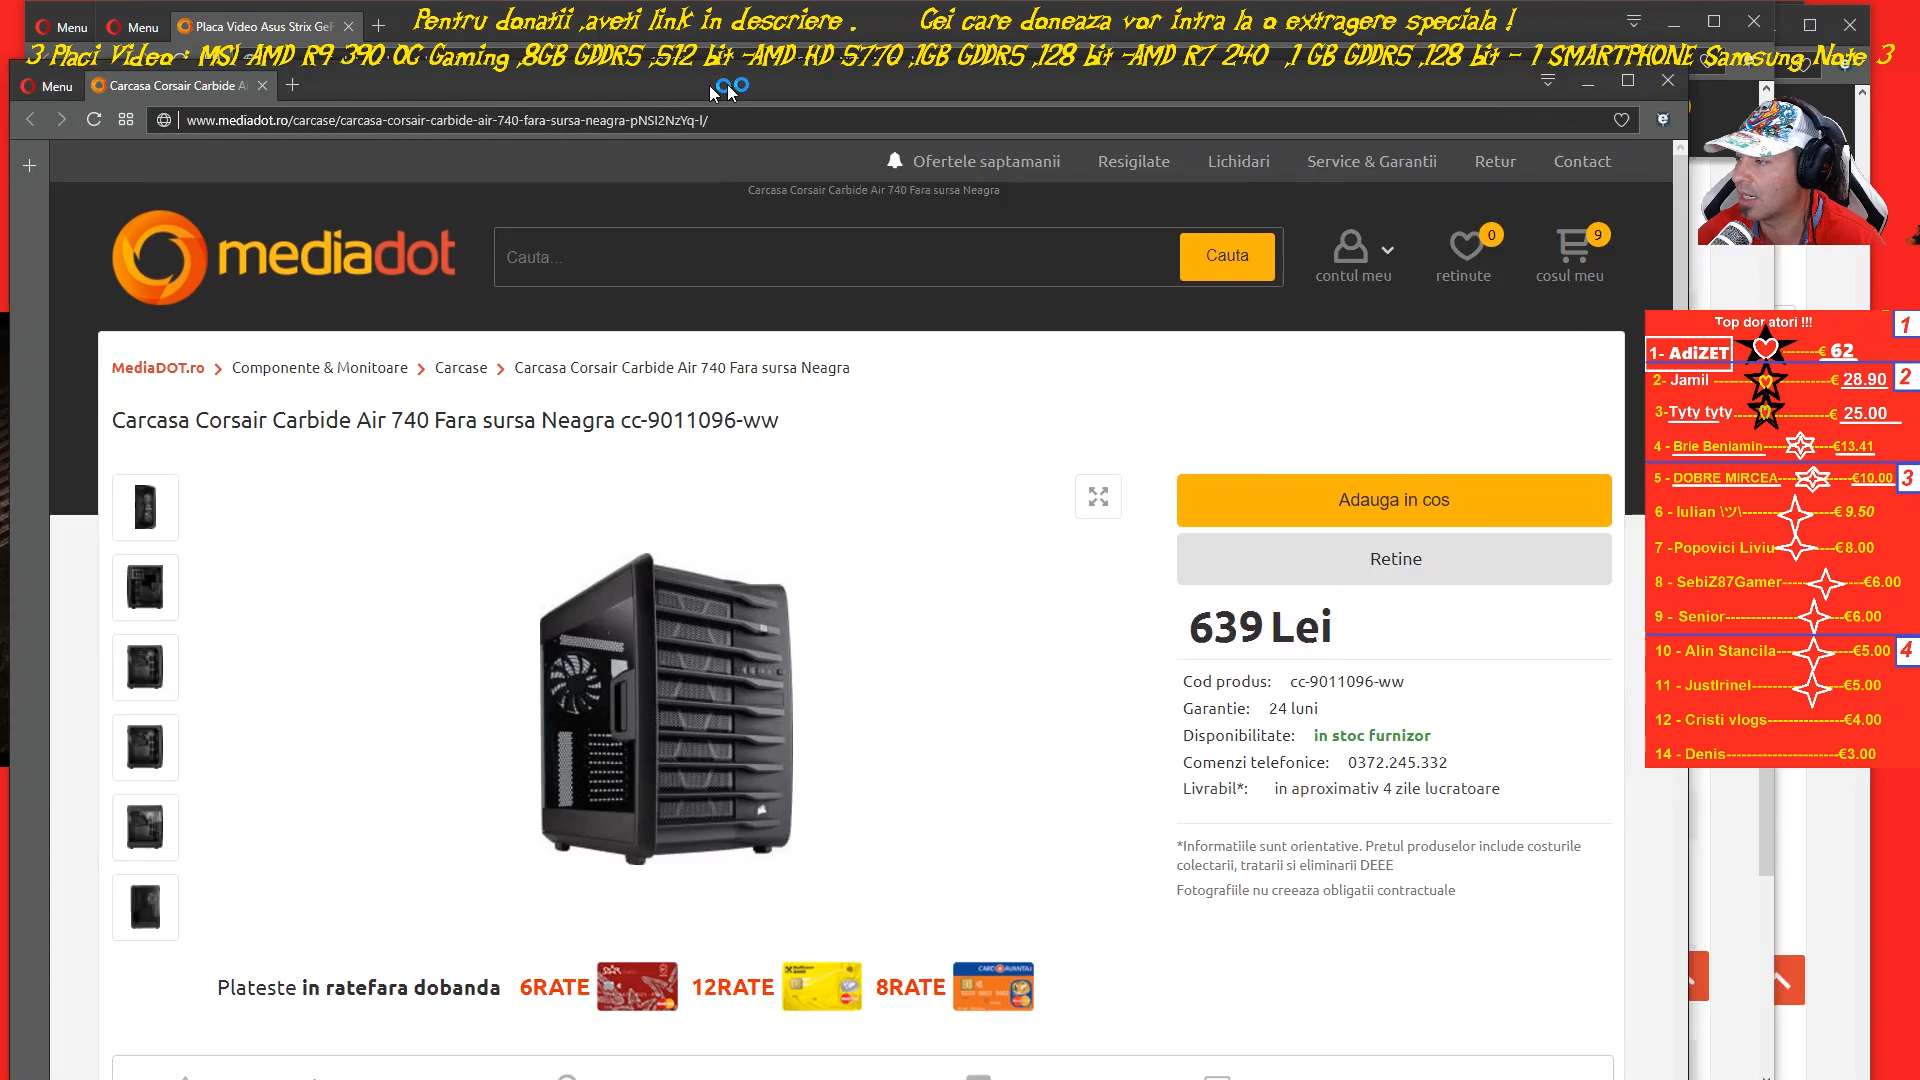 Menu
Menu
Placa Video Asus Strix GeF
Pentru donatii ,aveti link in descriere .
Cei care doneaza vor intra la o extragere speciala !
3 Placi Video : MSI AMD R9 390 OC Gaming ,8GB GDDR5 ,512 bit -AMD HD 5770 ,1GB GDDR5 ,128 bit -AMD R7 240 ,1 GB GDDR5 ,128 bit - 1 SMARTPHONE Samsung Note 3
Menu
Carcasa Corsair Carbide Ai
www.mediadot.ro/carcase/carcasa-corsair-carbide-air-740-fara-sursa-neagra-pNSI2NzYq-l/
Ofertele saptamanii
Resigilate
Lichidari
Service & Garantii
Retur
Contact
Carcasa Corsair Carbide Air 740 Fara sursa Neagra
mediadot
Cauta...
Cauta
contul meu
0
retinute
9
cosul meu
MediaDOT.ro
Componente & Monitoare
Carcase
Carcasa Corsair Carbide Air 740 Fara sursa Neagra
Carcasa Corsair Carbide Air 740 Fara sursa Neagra cc-9011096-ww
Adauga in cos
Retine
639 Lei
Cod produs: cc-9011096-ww
Garantie: 24 luni
Disponibilitate: in stoc furnizor
Comenzi telefonice: 0372.245.332
Livrabil*: in aproximativ 4 zile lucratoare
*Informatiile sunt orientative. Pretul produselor include costurile
colectarii, tratarii si eliminarii DEEE
Fotografiile nu creeaza obligatii contractuale
Plateste in ratefara dobanda
6RATE
12RATE
8RATE
CARD AVANTAJ
Top donatori !!!
1
1- AdiZET --------€ 62
2- Jamil ----------€ 28.90
2
3-Tyty tyty----------€ 25.00
4 - Brie Beniamin--------€13.41
5 - DOBRE MIRCEA--------€10.00
3
6 - Iulian \ツ\--------€ 9.50
7 -Popovici Liviu--------€8.00
8 - SebiZ87Gamer--------€6.00
9 - Senior--------€6.00
10 - Alin Stancila--------€5.00
4
11 - JustIrinel--------€5.00
12 - Cristi vlogs---------------€4.00
14 - Denis----------------------€3.00